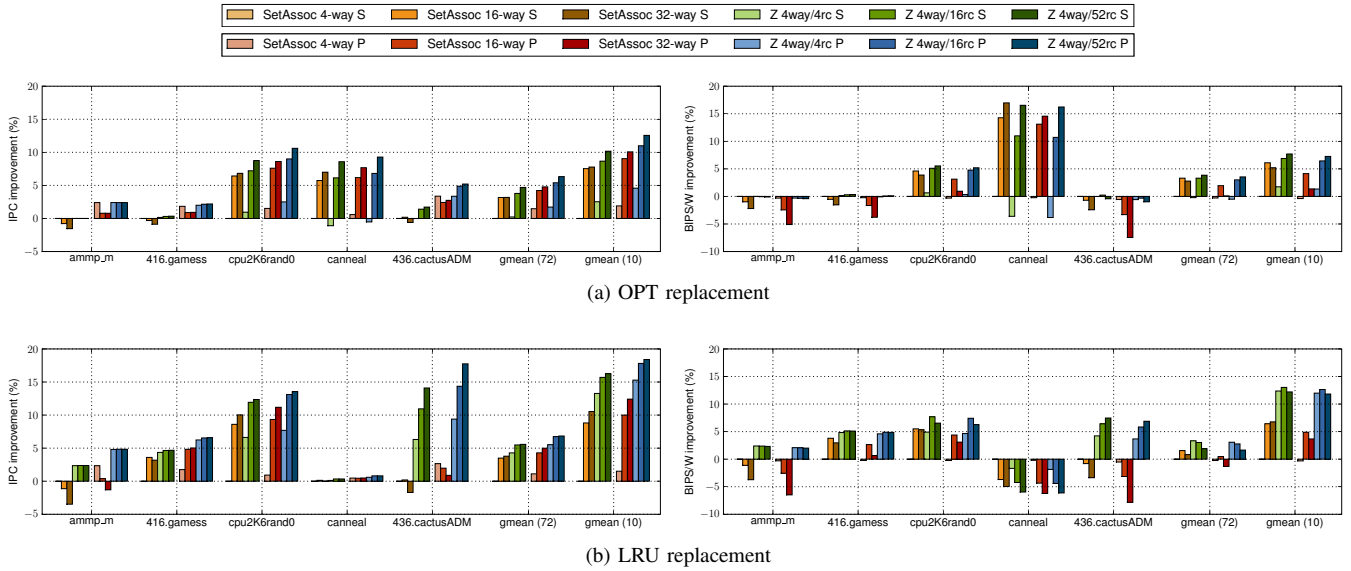 SetAssoc 4-way S SetAssoc 16-way S SetAssoc 32-way S Z 4way/4rc S Z 4way/16rc S Z 4way/52rc S
SetAssoc 4-way P SetAssoc 16-way P SetAssoc 32-way P Z 4way/4rc P Z 4way/16rc P Z 4way/52rc P
IPC improvement (%)
20
15
10
5
0
−5
ammp_m 416.gamess cpu2K6rand0 canneal 436.cactusADM gmean (72) gmean (10)
BIPS/W improvement (%)
20
15
10
5
0
−5
−10
ammp_m 416.gamess cpu2K6rand0 canneal 436.cactusADM gmean (72) gmean (10)
(a) OPT replacement
IPC improvement (%)
20
15
10
5
0
−5
ammp_m 416.gamess cpu2K6rand0 canneal 436.cactusADM gmean (72) gmean (10)
BIPS/W improvement (%)
20
15
10
5
0
−5
−10
ammp_m 416.gamess cpu2K6rand0 canneal 436.cactusADM gmean (72) gmean (10)
(b) LRU replacement